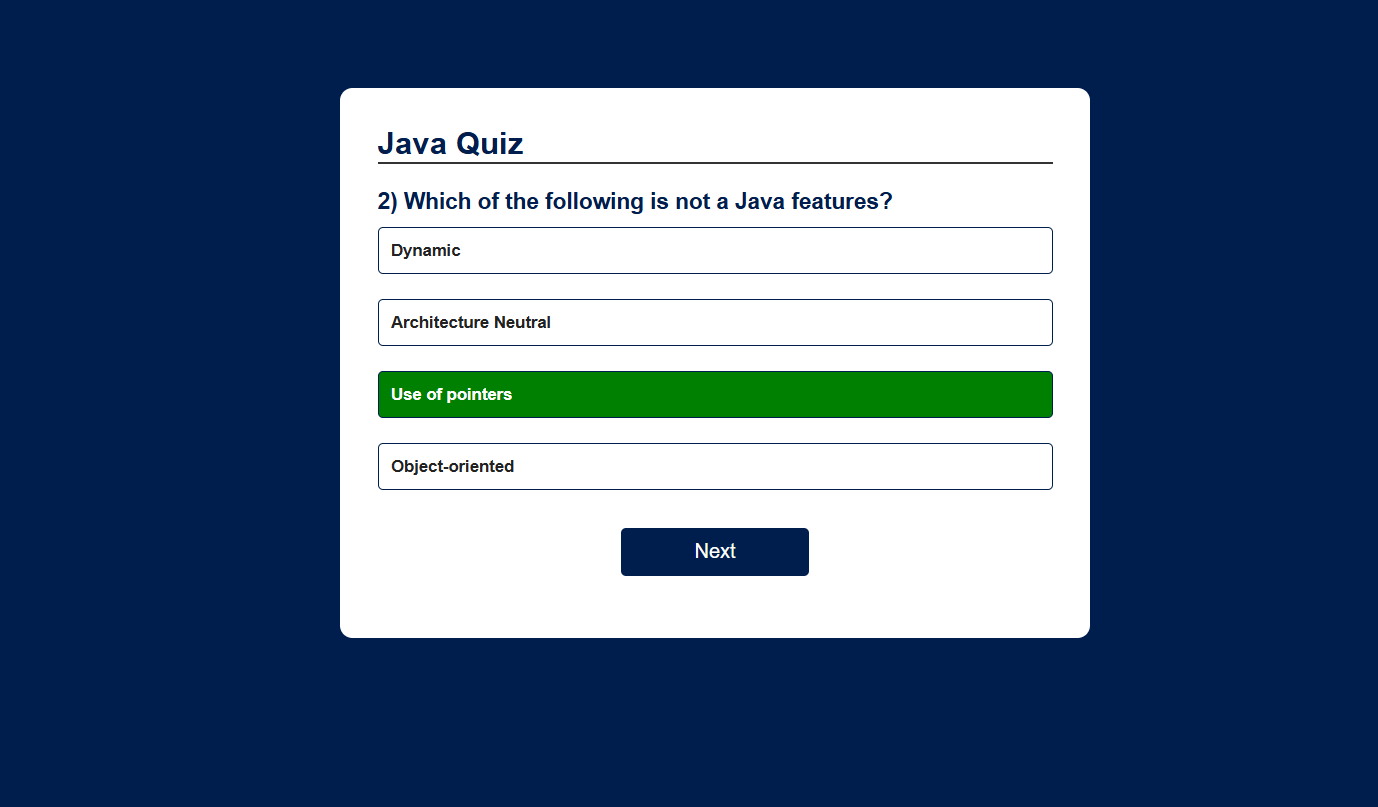 Java Quiz
2) Which of the following is not a Java features?
Dynamic
Architecture Neutral
Use of pointers
Object-oriented
Next